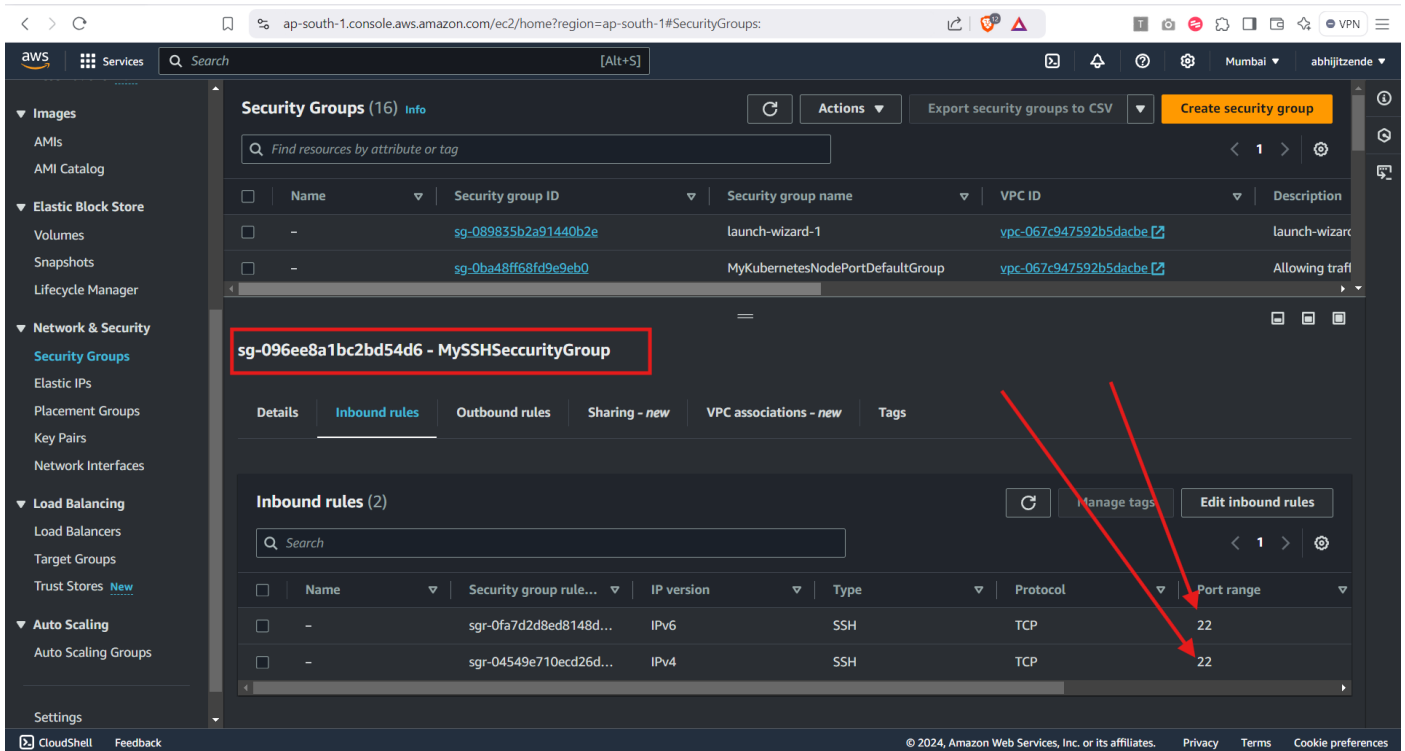 ap-south-1.console.aws.amazon.com/ec2/home?region=ap-south-1#SecurityGroups:
12
T
VPN
aws
Services
Search
[Alt+S]
Mumbai
abhijitzende
Images
AMIs
AMI Catalog
Elastic Block Store
Volumes
Snapshots
Lifecycle Manager
Network & Security
Security Groups
Elastic IPs
Placement Groups
Key Pairs
Network Interfaces
Load Balancing
Load Balancers
Target Groups
Trust Stores New
Auto Scaling
Auto Scaling Groups
Settings
Security Groups (16) Info
Actions
Export security groups to CSV
Create security group
Find resources by attribute or tag
1
Name Security group ID Security group name VPC ID Description
– sg-089835b2a91440b2e launch-wizard-1 vpc-067c947592b5dacbe launch-wizard
– sg-0ba48ff68fd9e9eb0 MyKubernetesNodePortDefaultGroup vpc-067c947592b5dacbe Allowing traff
sg-096ee8a1bc2bd54d6 - MySSHSeccurityGroup
Details Inbound rules Outbound rules Sharing - new VPC associations - new Tags
Inbound rules (2)
Manage tags
Edit inbound rules
Search
1
Name Security group rule... IP version Type Protocol Port range
– sgr-0fa7d2d8ed8148d... IPv6 SSH TCP 22
– sgr-04549e710ecd26d... IPv4 SSH TCP 22
CloudShell Feedback © 2024, Amazon Web Services, Inc. or its affiliates. Privacy Terms Cookie preferences